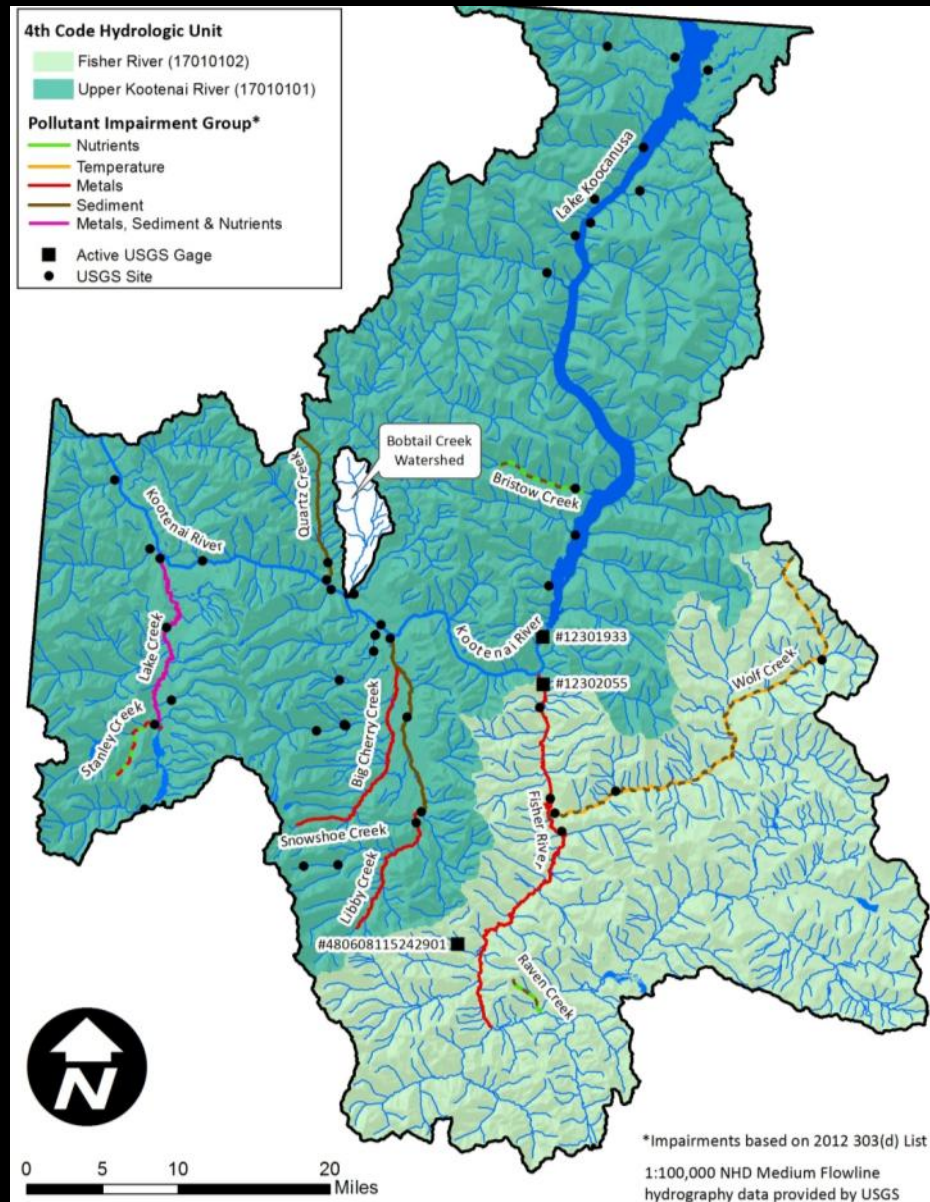 4th Code Hydrologic Unit
Fisher River (17010102)
Upper Kootenai River (17010101)
Pollutant Impairment Group*
Nutrients
Temperature
Metals
Sediment
Metals, Sediment & Nutrients
Active USGS Gage
USGS Site
Lake Koocanusa
Bobtail Creek
Watershed
Quartz Creek
Bristow Creek
Kootenai River
Kootenai River
#12301933
#12302055
Wolf Creek
Lake Creek
Stanley Creek
Big Cherry Creek
Snowshoe Creek
Fisher River
Libby Creek
#480608115242901
Raven Creek
N
0 5 10 20
Miles
*Impairments based on 2012 303(d) List
1:100,000 NHD Medium Flowline
hydrography data provided by USGS